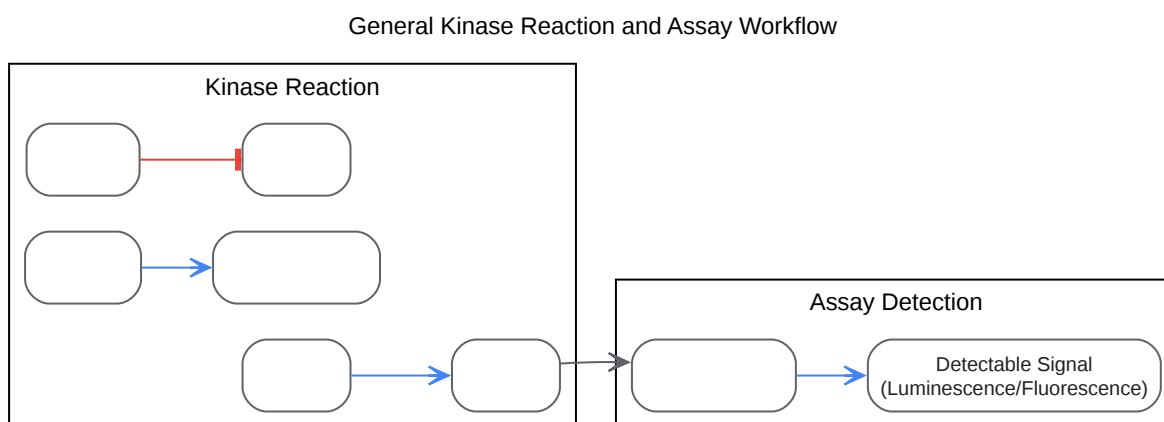 General Kinase Reaction and Assay Workflow
Kinase Reaction
Assay Detection
Detectable Signal
(Luminescence/Fluorescence)